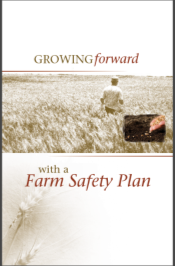 GROWING forward
with a
Farm Safety Plan